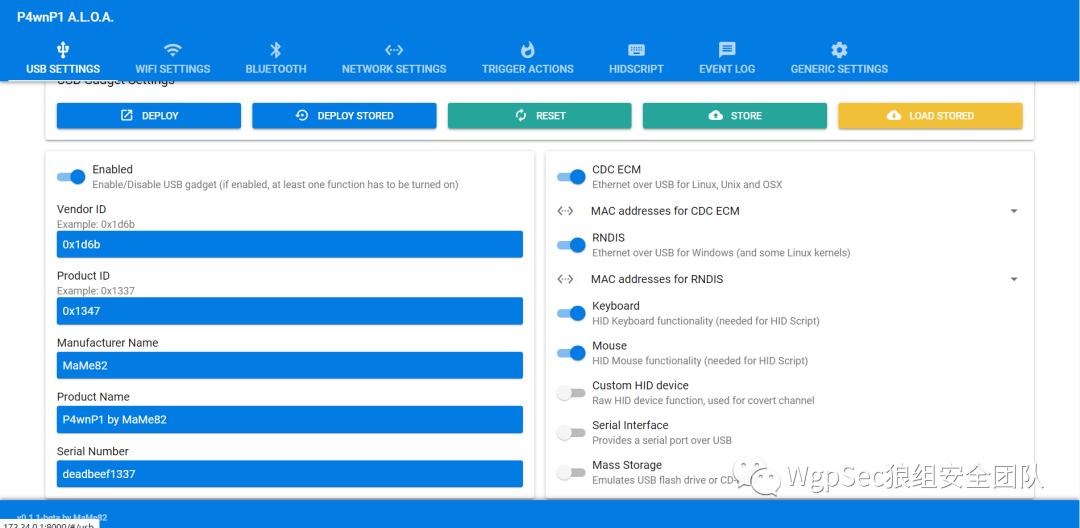 P4wnP1 A.L.O.A.
USB SETTINGS
WIFI SETTINGS
BLUETOOTH
NETWORK SETTINGS
TRIGGER ACTIONS
HIDSCRIPT
EVENT LOG
GENERIC SETTINGS
USB Gadget Settings
DEPLOY
DEPLOY STORED
RESET
STORE
LOAD STORED
Enabled
Enable/Disable USB gadget (if enabled, at least one function has to be turned on)
Vendor ID
Example: 0x1d6b
0x1d6b
Product ID
Example: 0x1337
0x1347
Manufacturer Name
MaMe82
Product Name
P4wnP1 by MaMe82
Serial Number
deadbeef1337
CDC ECM
Ethernet over USB for Linux, Unix and OSX
MAC addresses for CDC ECM
RNDIS
Ethernet over USB for Windows (and some Linux kernels)
MAC addresses for RNDIS
Keyboard
HID Keyboard functionality (needed for HID Script)
Mouse
HID Mouse functionality (needed for HID Script)
Custom HID device
Raw HID device function, used for covert channel
Serial Interface
Provides a serial port over USB
Mass Storage
Emulates USB flash drive or CD-
WgpSec狼组安全团队
v0.1.1-beta by MaMe82
172.24.0.1:8000/#/usb